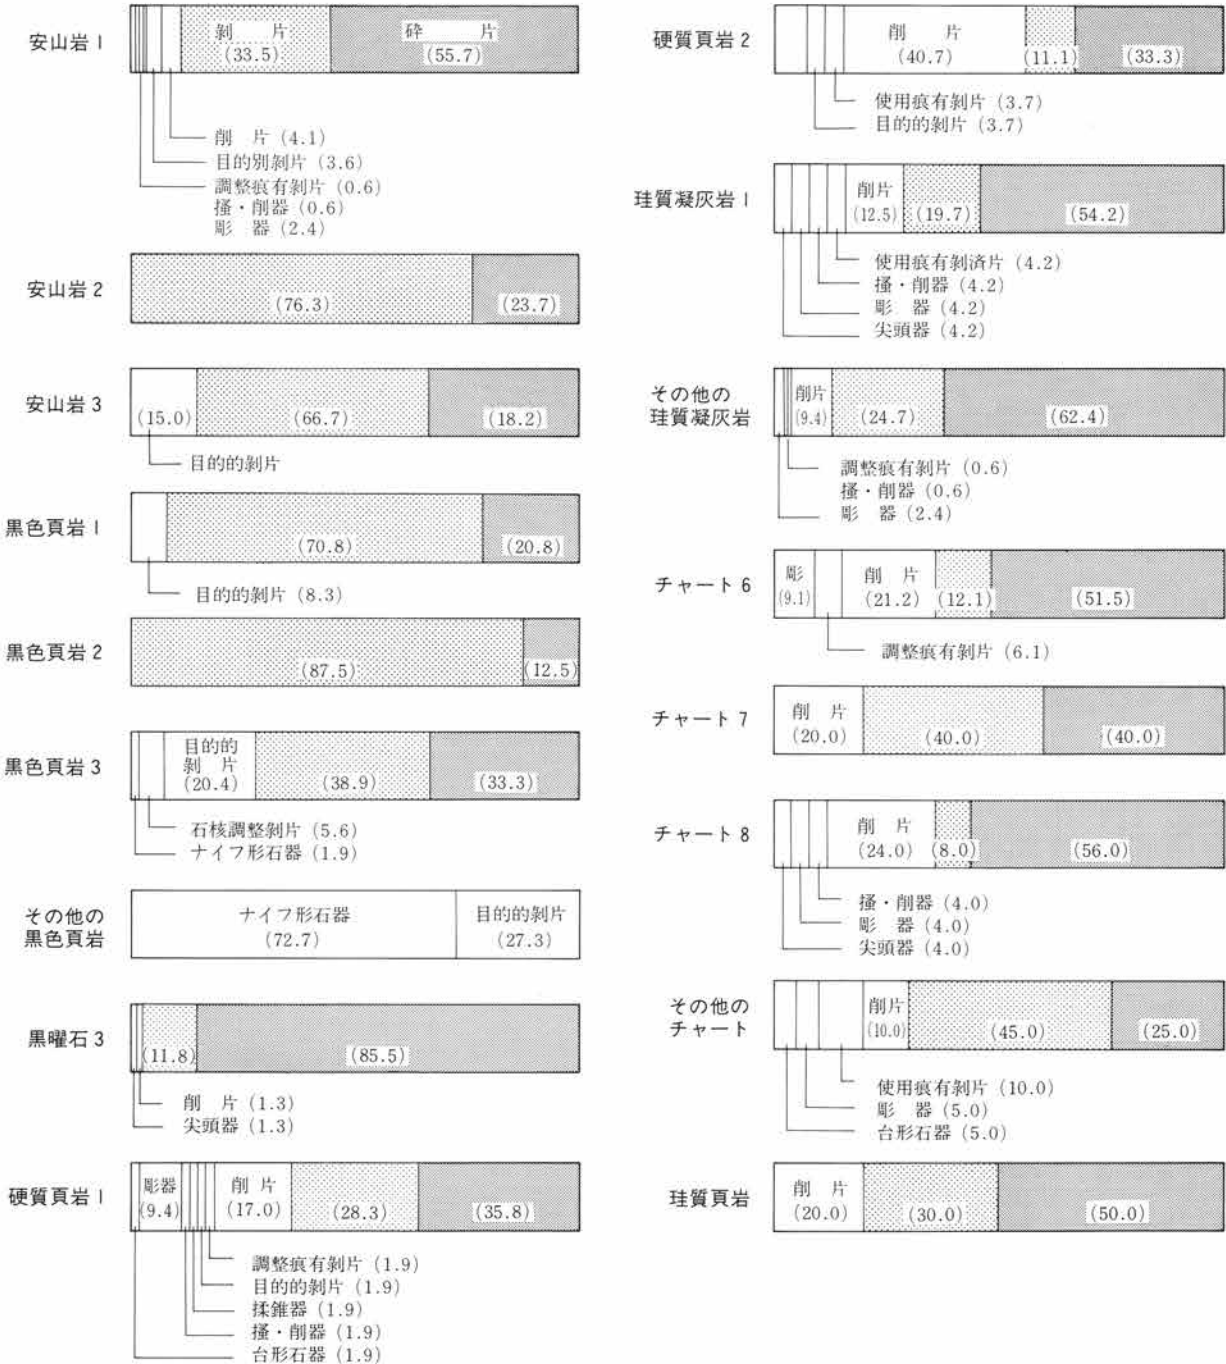 安山岩1
剥 片
(33.5)
砕 片
(55.7)
削 片 (4.1)
目的別剝片 (3.6)
調整痕有剝片 (0.6)
搔・削器 (0.6)
彫 器 (2.4)
安山岩2
(76.3)
(23.7)
安山岩3
(15.0)
(66.7)
(18.2)
目的的剝片
黒色頁岩1
(70.8)
(20.8)
目的的剝片 (8.3)
黒色頁岩2
(87.5)
(12.5)
黒色頁岩3
目的的
剝 片
(20.4)
(38.9)
(33.3)
石核調整剝片 (5.6)
ナイフ形石器 (1.9)
その他の
黒色頁岩
ナイフ形石器
(72.7)
目的的剝片
(27.3)
黒曜石3
(11.8)
(85.5)
削 片 (1.3)
尖頭器 (1.3)
硬質頁岩1
彫器
(9.4)
削 片
(17.0)
(28.3)
(35.8)
調整痕有剝片 (1.9)
目的的剝片 (1.9)
揉錐器 (1.9)
搔・削器 (1.9)
台形石器 (1.9)
硬質頁岩2
削 片
(40.7)
(11.1)
(33.3)
使用痕有剝片 (3.7)
目的的剝片 (3.7)
珪質凝灰岩1
削片
(12.5)
(19.7)
(54.2)
使用痕有剝済片 (4.2)
搔・削器 (4.2)
彫 器 (4.2)
尖頭器 (4.2)
その他の
珪質凝灰岩
削片
(9.4)
(24.7)
(62.4)
調整痕有剝片 (0.6)
搔・削器 (0.6)
彫 器 (2.4)
チャート6
彫
(9.1)
削 片
(21.2)
(12.1)
(51.5)
調整痕有剝片 (6.1)
チャート7
削 片
(20.0)
(40.0)
(40.0)
チャート8
削 片
(24.0)
(8.0)
(56.0)
搔・削器 (4.0)
彫 器 (4.0)
尖頭器 (4.0)
その他の
チャート
削片
(10.0)
(45.0)
(25.0)
使用痕有剝片 (10.0)
彫 器 (5.0)
台形石器 (5.0)
珪質頁岩
削 片
(20.0)
(30.0)
(50.0)